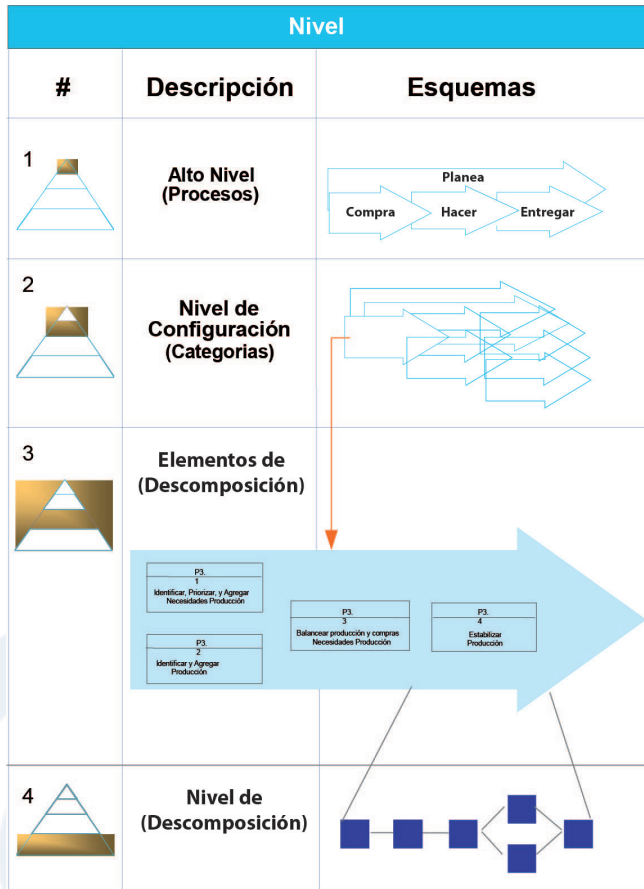 Nivel
#
Descripción
Esquemas
1
Alto Nivel
(Procesos)
Planea
Compra
Hacer
Entregar
2
Nivel de
Configuración
(Categorias)
3
Elementos de
(Descomposición)
P3.
1
Identificar, Priorizar, y Agregar
Necesidades Producción
P3.
2
Identificar y Agregar
Producción
P3.
3
Balancear producción y compras
Necesidades Producción
P3.
4
Estabilizar
Producción
4
Nivel de
(Descomposición)